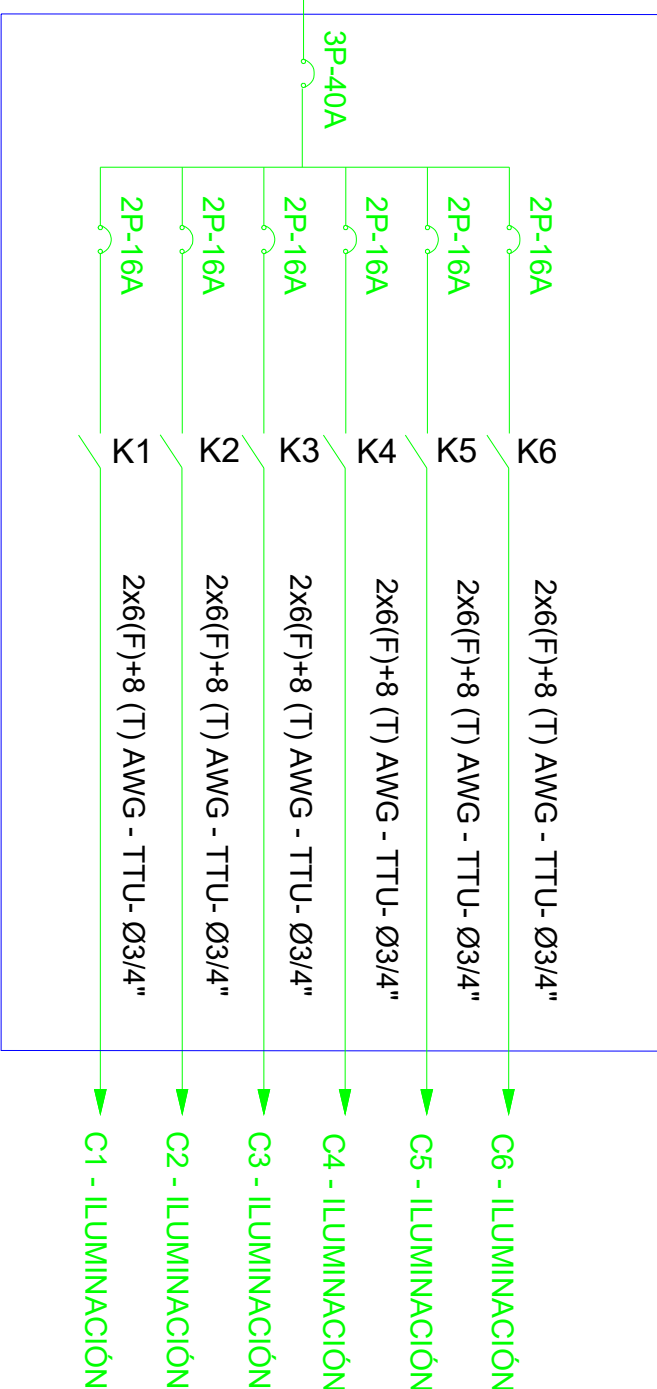 3P-40A
2P-16A
2P-16A
2P-16A
2P-16A
2P-16A
2P-16A
K1
K2
K3
K4
K5
K6
2x6(F)+8 (T) AWG - TTU- Ø3/4"
2x6(F)+8 (T) AWG - TTU- Ø3/4"
2x6(F)+8 (T) AWG - TTU- Ø3/4"
2x6(F)+8 (T) AWG - TTU- Ø3/4"
2x6(F)+8 (T) AWG - TTU- Ø3/4"
2x6(F)+8 (T) AWG - TTU- Ø3/4"
C1 - ILUMINACIÓN
C2 - ILUMINACIÓN
C3 - ILUMINACIÓN
C4 - ILUMINACIÓN
C5 - ILUMINACIÓN
C6 - ILUMINACIÓN